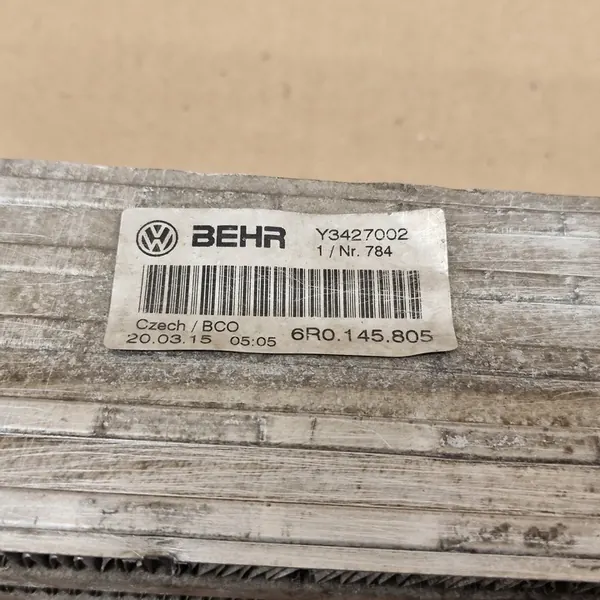 BEHR Y3427002
1 / Nr. 784
Czech / BCO
20.03.15 05:05 6R0.145.805